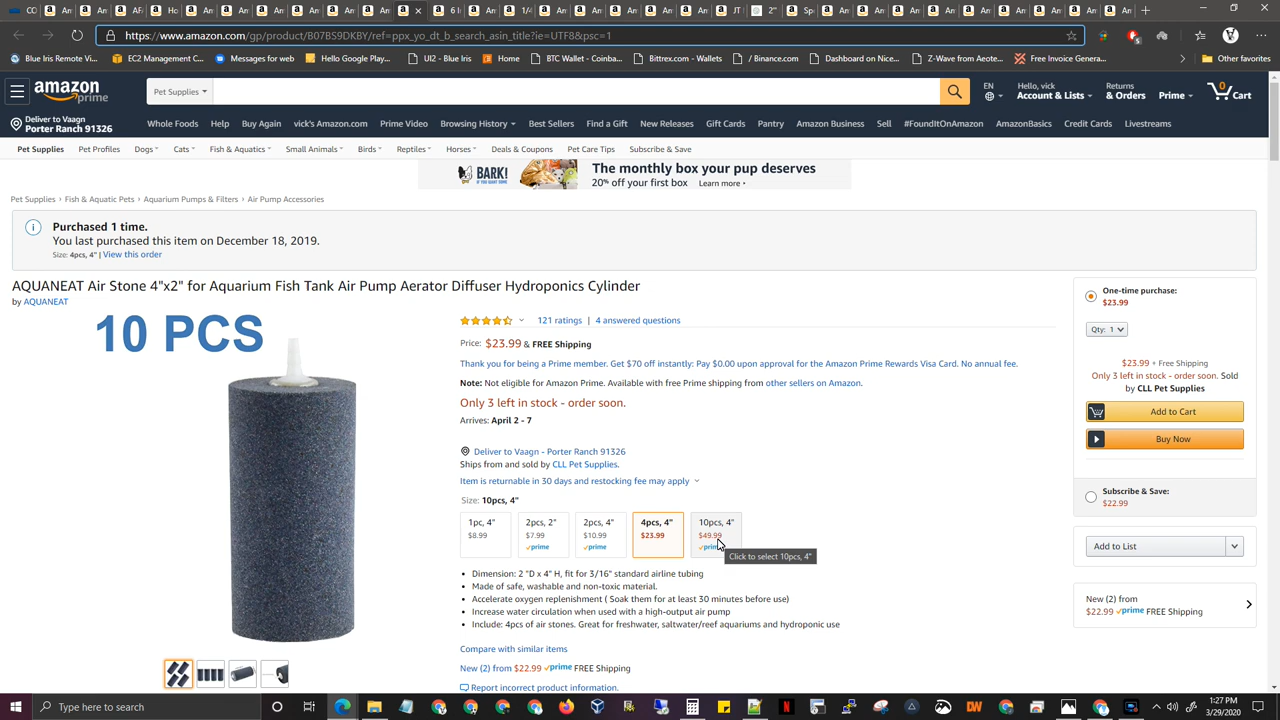 CC
Am
Yo
AP
JT
2"
https://www.amazon.com/gp/product/B07BS9DKBY/ref=ppx_yo_dt_b_search_asin_title?ie=UTF8&psc=1
Blue Iris Remote Vi... EC2 Management C... Messages for web Hello Google Play... UI2 - Blue Iris Home BTC Wallet - Coinba... Bittrex.com - Wallets / Binance.com Dashboard on Nice... Z-Wave from Aeote... Free Invoice Genera... Other favorites
amazon prime
Pet Supplies
EN
Hello, vick
Account & Lists
Returns
& Orders
Prime
0
Cart
Deliver to Vaagn
Porter Ranch 91326
Whole Foods Help Buy Again vick's Amazon.com Prime Video Browsing History Best Sellers Find a Gift New Releases Gift Cards Pantry Amazon Business Sell #FoundItOnAmazon AmazonBasics Credit Cards Livestreams
Pet Supplies Pet Profiles Dogs Cats Fish & Aquatics Small Animals Birds Reptiles Horses Deals & Coupons Pet Care Tips Subscribe & Save
BARK!
The monthly box your pup deserves
20% off your first box Learn more ›
Pet Supplies › Fish & Aquatic Pets › Aquarium Pumps & Filters › Air Pump Accessories
Purchased 1 time.
You last purchased this item on December 18, 2019.
Size: 4pcs, 4" | View this order
AQUANEAT Air Stone 4"x2" for Aquarium Fish Tank Air Pump Aerator Diffuser Hydroponics Cylinder
by AQUANEAT
10 PCS
121 ratings | 4 answered questions
Price: $23.99 & FREE Shipping
Thank you for being a Prime member. Get $70 off instantly: Pay $0.00 upon approval for the Amazon Prime Rewards Visa Card. No annual fee.
Note: Not eligible for Amazon Prime. Available with free Prime shipping from other sellers on Amazon.
Only 3 left in stock - order soon.
Arrives: April 2 - 7
Deliver to Vaagn - Porter Ranch 91326
Ships from and sold by CLL Pet Supplies.
Item is returnable in 30 days and restocking fee may apply
Size: 10pcs, 4"
1pc, 4" 2pcs, 2" 2pcs, 4" 4pcs, 4" 10pcs, 4"
$8.99 $7.99 $10.99 $23.99 $49.99
prime prime prim
Click to select 10pcs, 4"
• Dimension: 2 "D x 4" H, fit for 3/16" standard airline tubing
• Made of safe, washable and non-toxic material.
• Accelerate oxygen replenishment ( Soak them for at least 30 minutes before use)
• Increase water circulation when used with a high-output air pump
• Include: 4pcs of air stones. Great for freshwater, saltwater/reef aquariums and hydroponic use
Compare with similar items
New (2) from $22.99 prime FREE Shipping
Report incorrect product information.
One-time purchase:
$23.99
Qty: 1
$23.99 + Free Shipping
Only 3 left in stock - order soon. Sold
by CLL Pet Supplies
Add to Cart
Buy Now
Subscribe & Save:
$22.99
Add to List
New (2) from
$22.99 prime FREE Shipping
Type here to search
1:27 PM
3/29/2020